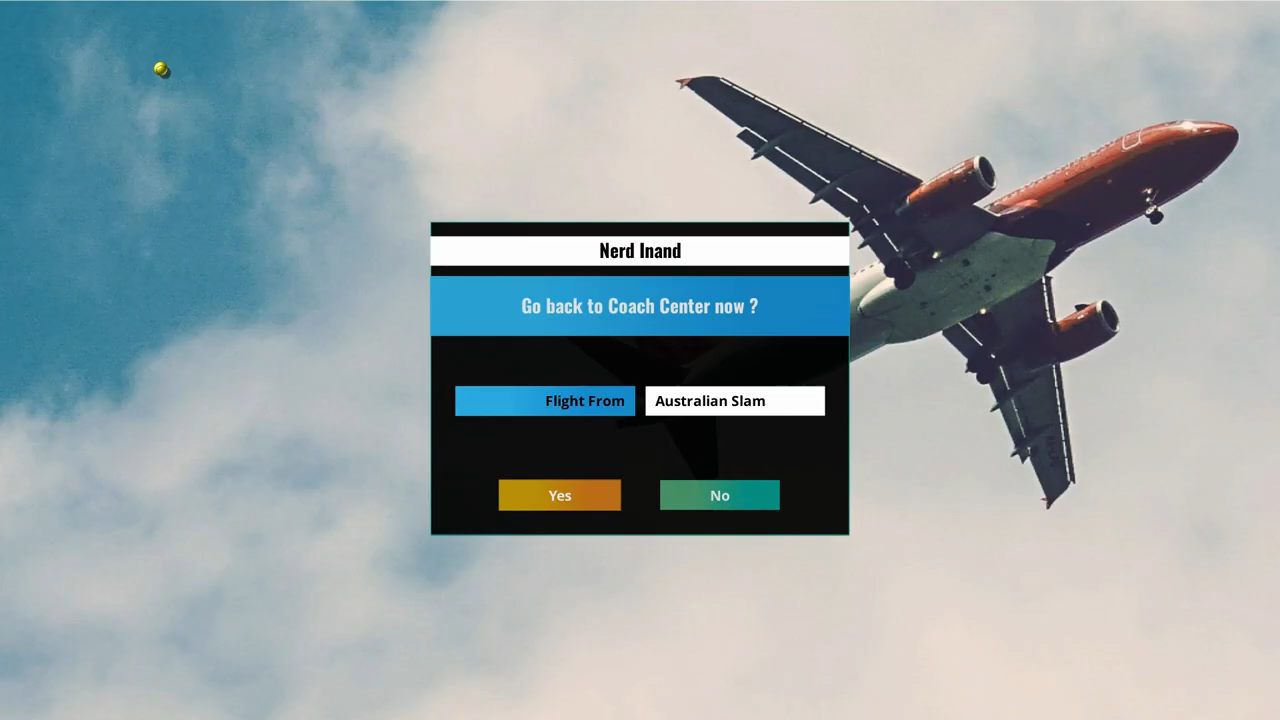 Nerd Inand
Go back to Coach Center now ?
Flight From Australian Slam
Yes No